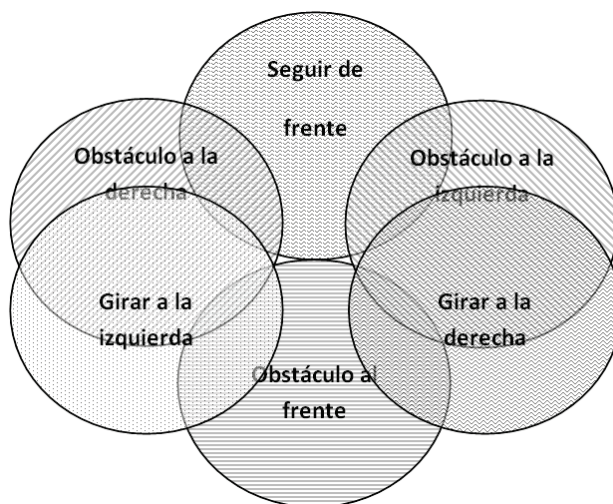 Seguir de
frente
Obstáculo a la
derecha
Obstáculo a la
izquierda
Girar a la
izquierda
Girar a la
derecha
Obstáculo al
frente